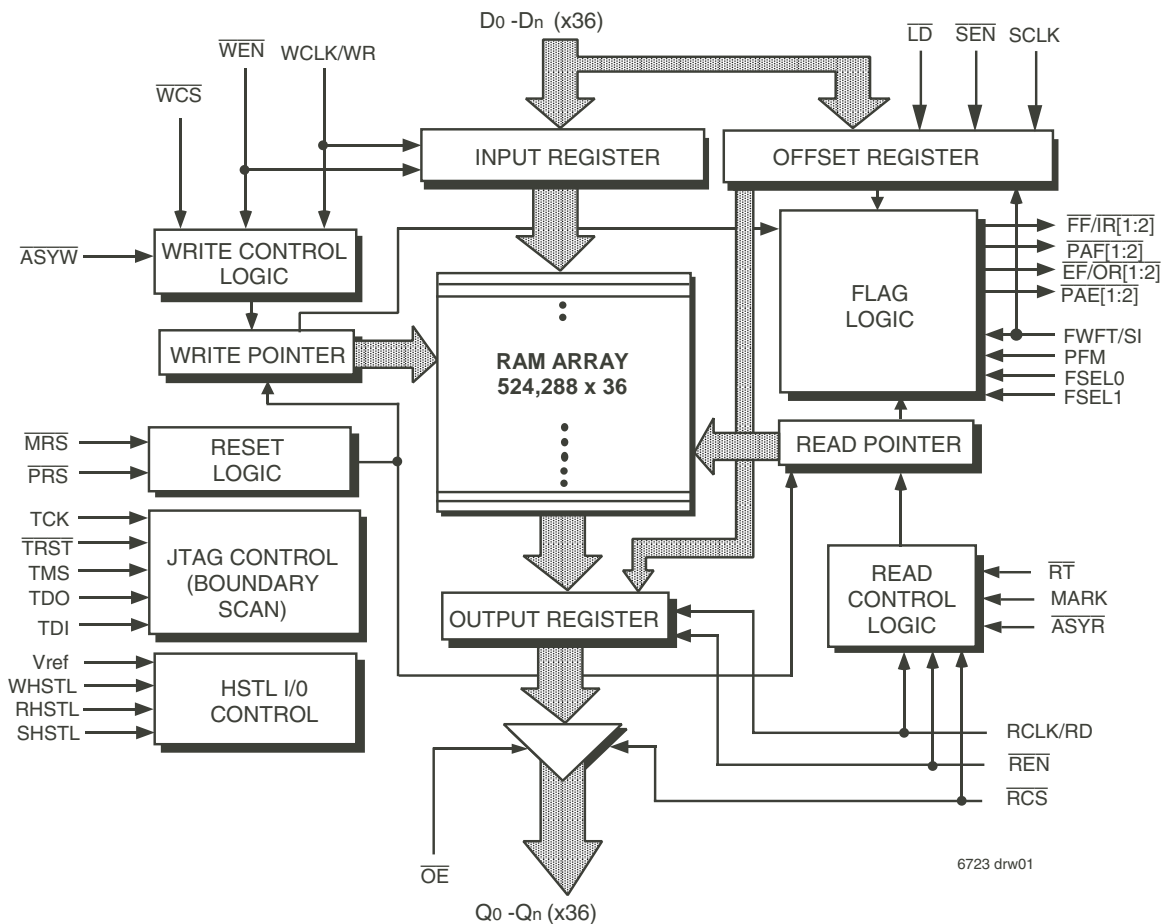 D0 -Dn (x36)
LD SEN SCLK
WEN WCLK/WR
WCS
INPUT REGISTER
OFFSET REGISTER
ASYW
WRITE CONTROL
LOGIC
FF/IR[1:2]
PAF[1:2]
EF/OR[1:2]
PAE[1:2]
FLAG
LOGIC
WRITE POINTER
RAM ARRAY
524,288 x 36
FWFT/SI
PFM
FSEL0
FSEL1
MRS
PRS
RESET
LOGIC
READ POINTER
TCK
TRST
TMS
TDO
TDI
JTAG CONTROL
(BOUNDARY
SCAN)
READ
CONTROL
LOGIC
RT
MARK
ASYR
OUTPUT REGISTER
Vref
WHSTL
RHSTL
SHSTL
HSTL I/0
CONTROL
RCLK/RD
REN
RCS
OE
6723 drw01
Q0 -Qn (x36)